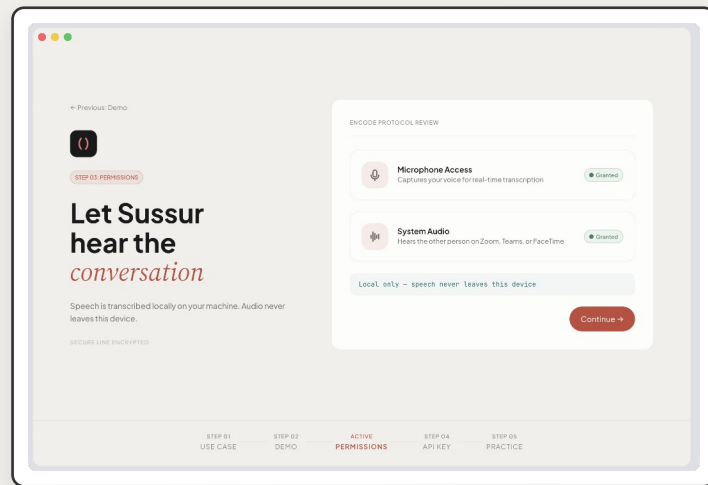 ← Previous: Demo
STEP 03: PERMISSIONS
Let Sussur
hear the
conversation
Speech is transcribed locally on your machine. Audio never
leaves this device.
SECURE LINE ENCRYPTED
ENCODE PROTOCOL REVIEW
Microphone Access
Captures your voice for real-time transcription
Granted
System Audio
Hears the other person on Zoom, Teams, or FaceTime
Granted
Local only – speech never leaves this device
Continue →
STEP 01
USE CASE
STEP 02
DEMO
ACTIVE
PERMISSIONS
STEP 04
API KEY
STEP 05
PRACTICE